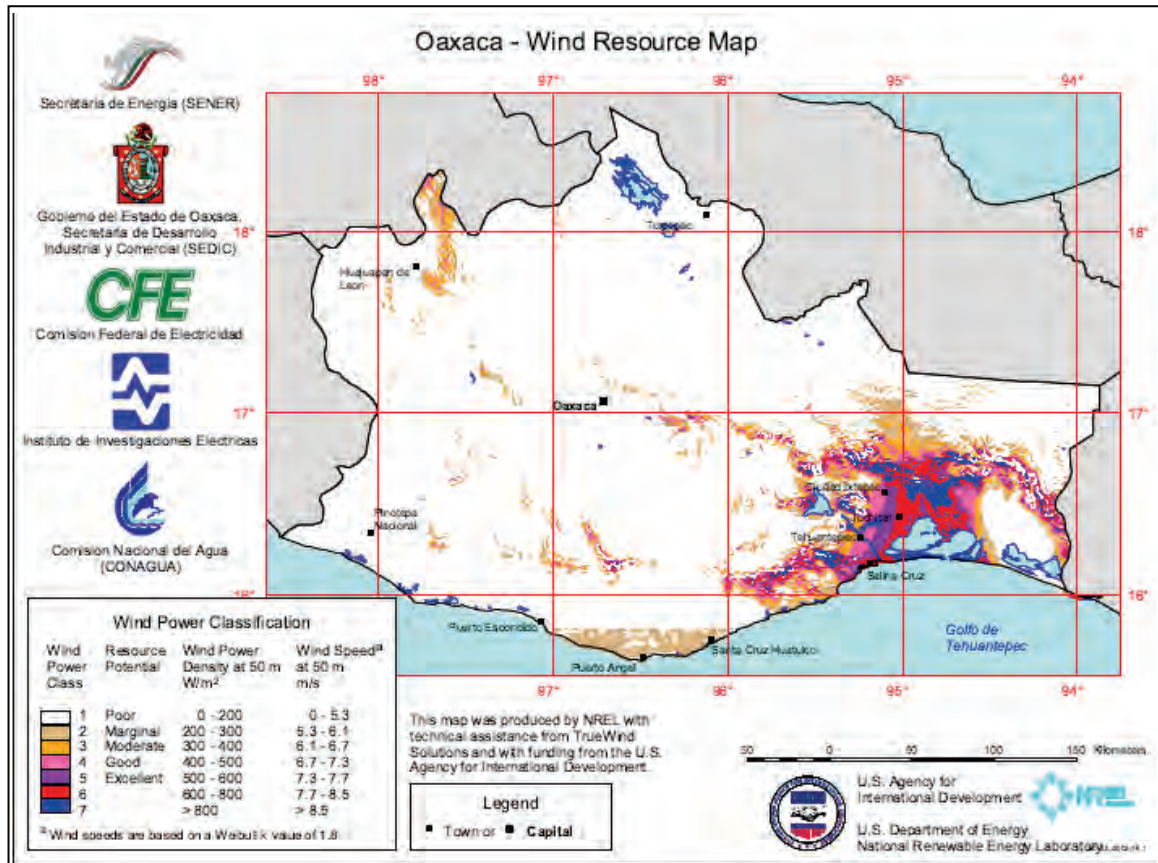 Oaxaca - Wind Resource Map
Secretaria de Energía (SENER)
Gobierno del Estado de Oaxaca,
Secretaria de Desarrollo
Industrial y Comercial (SEDIC)
CFE
Comision Federal de Electricidad
Instituto de Investigaciones Electricas
Comision Nacional del Agua
(CONAGUA)
98° 97° 96° 95° 94°
18° 18°
17° 17°
16° 16°
97° 96° 95° 94°
Tuxtepec
Huajuapan de
Leon
Oaxaca
Pinotepa
Nacional
Ciudad Ixtepec
Juchitan
Tehuantepec
Salina Cruz
Puerto Escondido
Puerto Angel
Santa Cruz Huatulco
Golfo de
Tehuantepec
Wind Power Classification
Wind Resource Wind Power Wind Speed a
Power Potential Density at 50 m at 50 m
Class W/m² m/s
1 Poor 0 - 200 0 - 5.3
2 Marginal 200 - 300 5.3 - 6.1
3 Moderate 300 - 400 6.1 - 6.7
4 Good 400 - 500 6.7 - 7.3
5 Excellent 500 - 600 7.3 - 7.7
6 600 - 800 7.7 - 8.5
7 > 800 > 8.5
a Wind speeds are based on a Weibull k value of 1.8
This map was produced by NREL with
technical assistance from TrueWind
Solutions and with funding from the U.S.
Agency for International Development.
Legend
Town or Capital
50 0 50 100 150 Kilometers
U.S. Agency for
International Development
NREL
U.S. Department of Energy
National Renewable Energy Laboratory